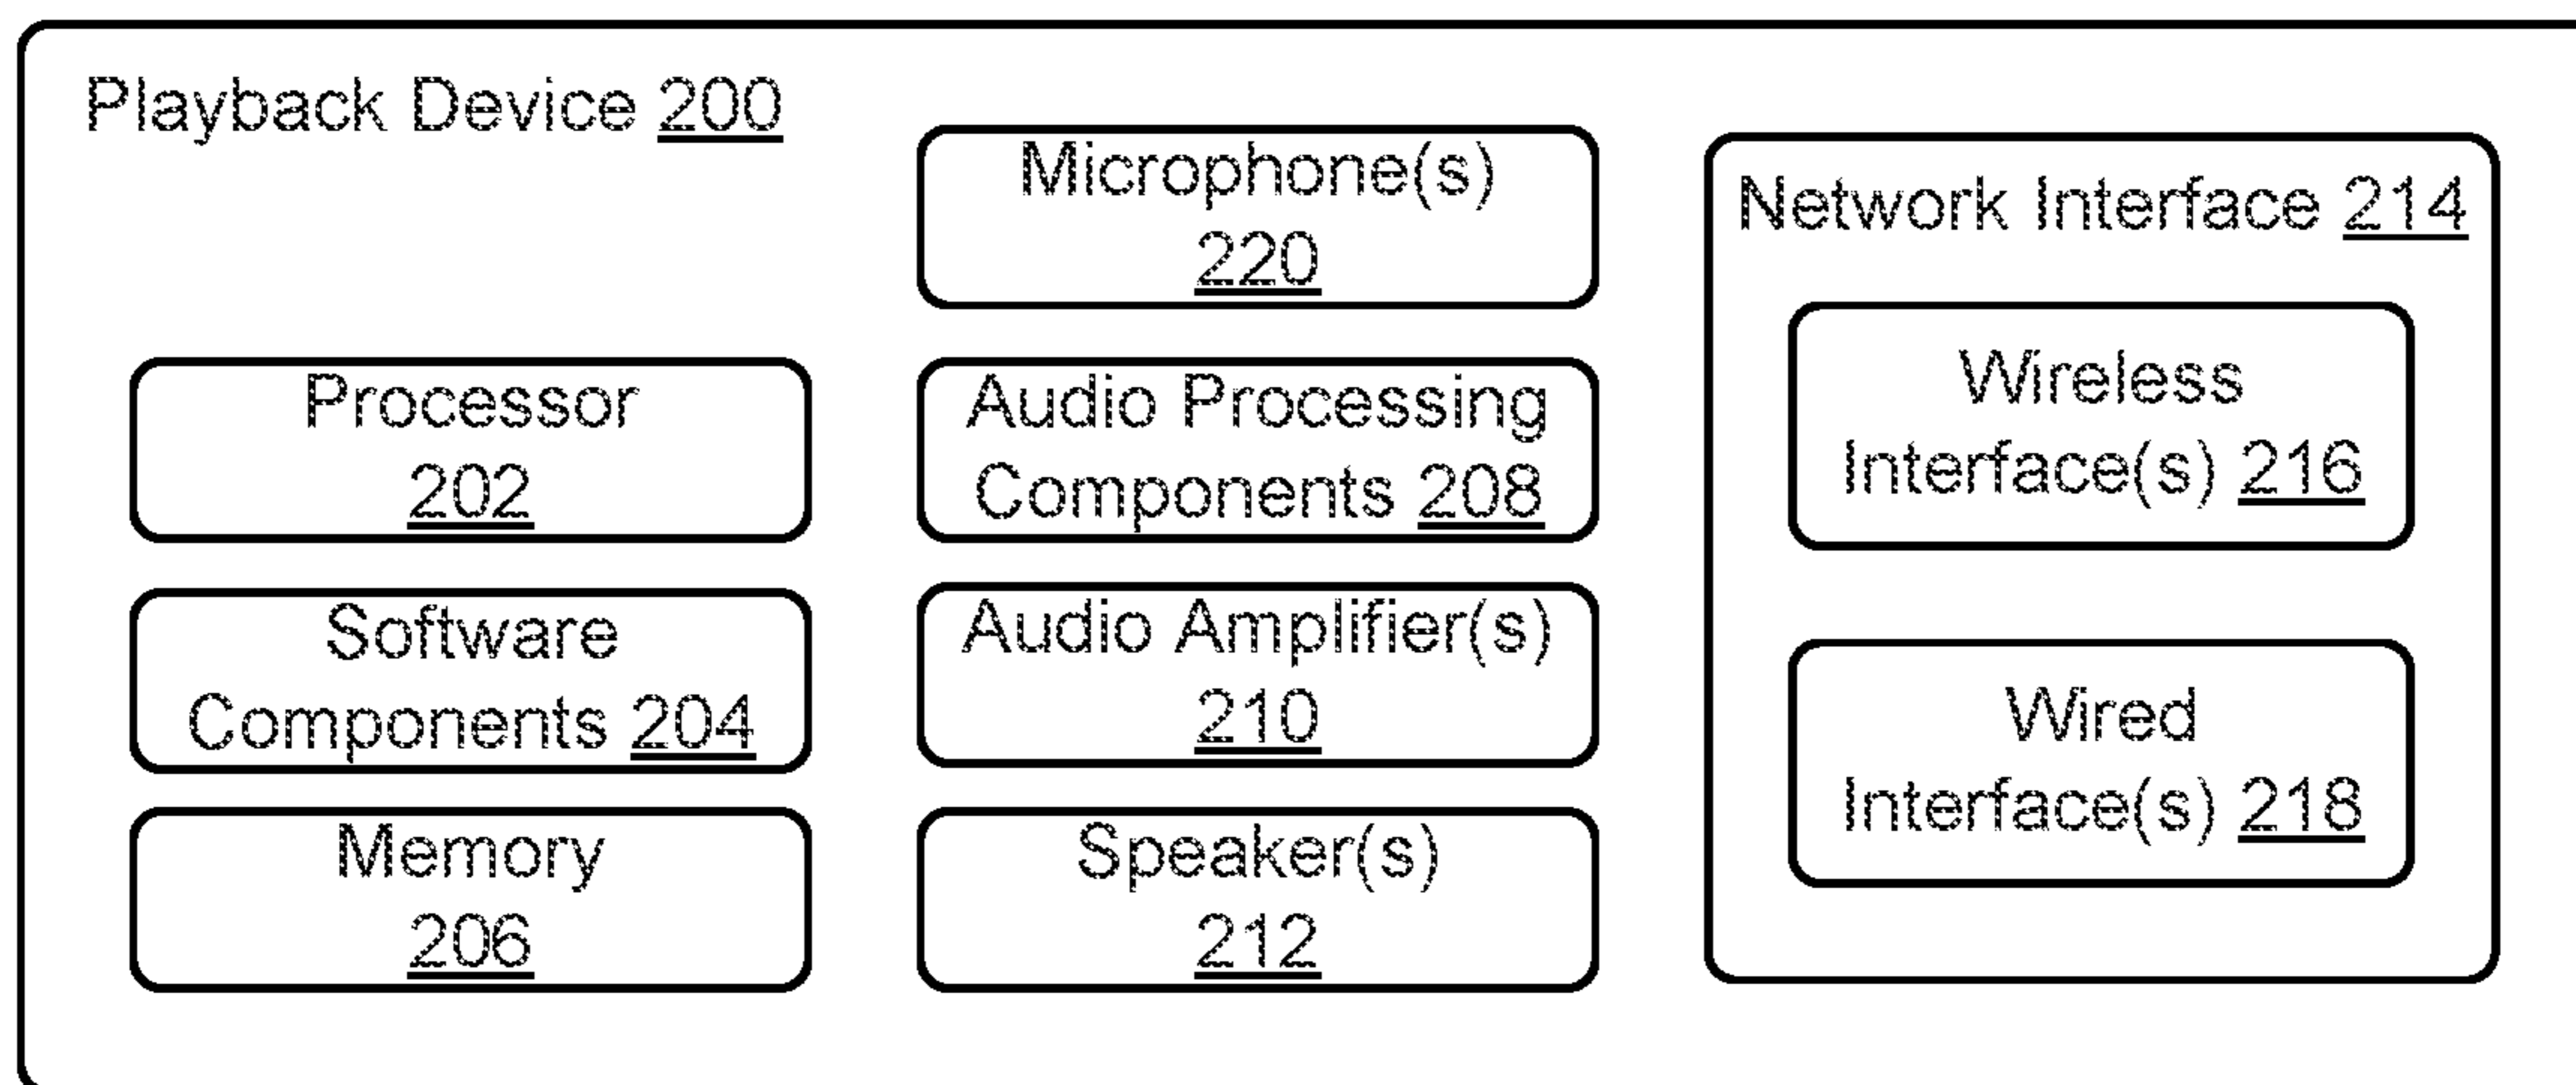 Playback Device 200
Processor
202
Software
Components 204
Memory
206
Microphone(s)
220
Audio Processing
Components 208
Audio Amplifier(s)
210
Speaker(s)
212
Network Interface 214
Wireless
Interface(s) 216
Wired
Interface(s) 218